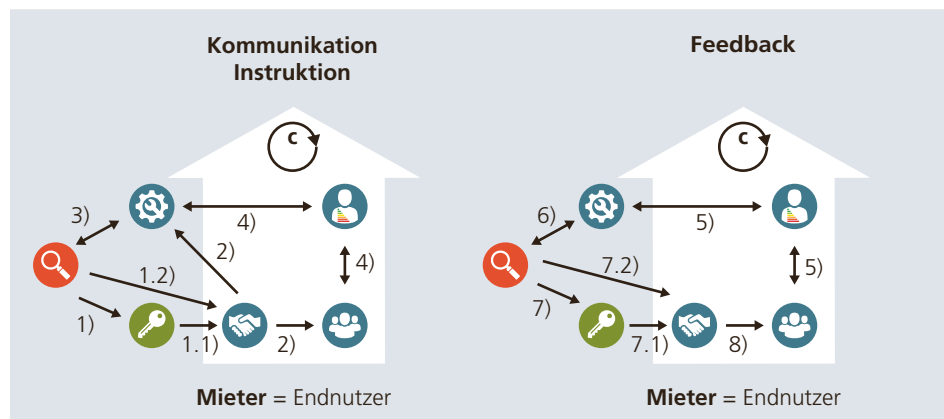 Kommunikation
Instruktion
c
3)
4)
2)
4)
1.2)
1)
1.1)
2)
Mieter = Endnutzer
Feedback
c
6)
5)
7.2)
5)
7)
7.1)
8)
Mieter = Endnutzer